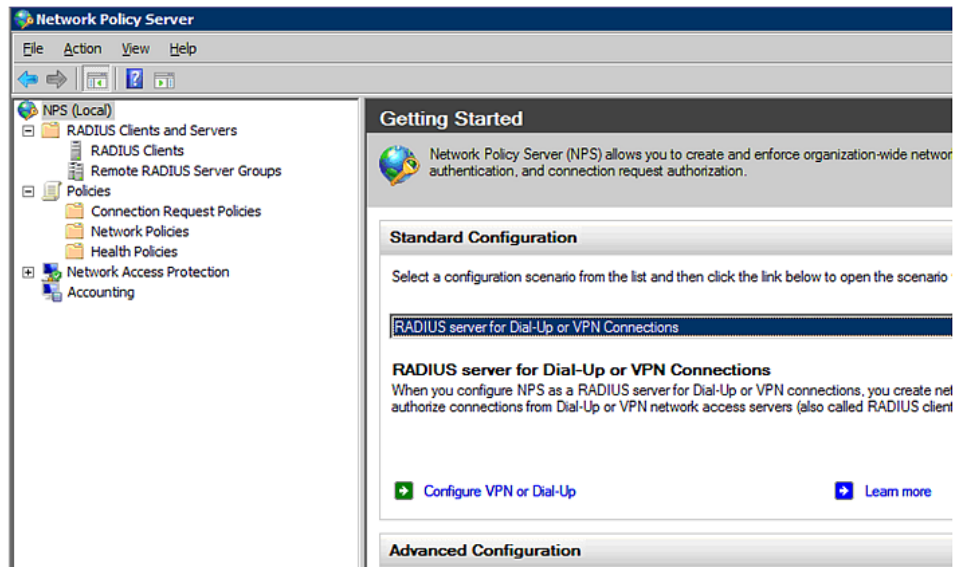 Network Policy Server
File Action View Help
NPS (Local)
RADIUS Clients and Servers
RADIUS Clients
Remote RADIUS Server Groups
Policies
Connection Request Policies
Network Policies
Health Policies
Network Access Protection
Accounting
Getting Started
Network Policy Server (NPS) allows you to create and enforce organization-wide networ
authentication, and connection request authorization.
Standard Configuration
Select a configuration scenario from the list and then click the link below to open the scenario
RADIUS server for Dial-Up or VPN Connections
RADIUS server for Dial-Up or VPN Connections
When you configure NPS as a RADIUS server for Dial-Up or VPN connections, you create net
authorize connections from Dial-Up or VPN network access servers (also called RADIUS client
Configure VPN or Dial-Up
Learn more
Advanced Configuration